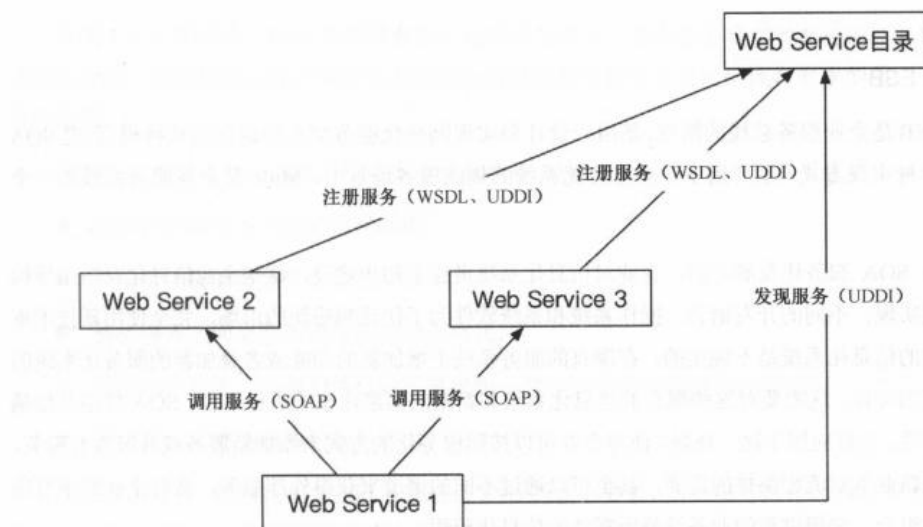 Web Service目录
注册服务（WSDL、UDDI）
注册服务（WSDL、UDDI）
Web Service 2
Web Service 3
发现服务（UDDI）
调用服务（SOAP）
调用服务（SOAP）
Web Service 1